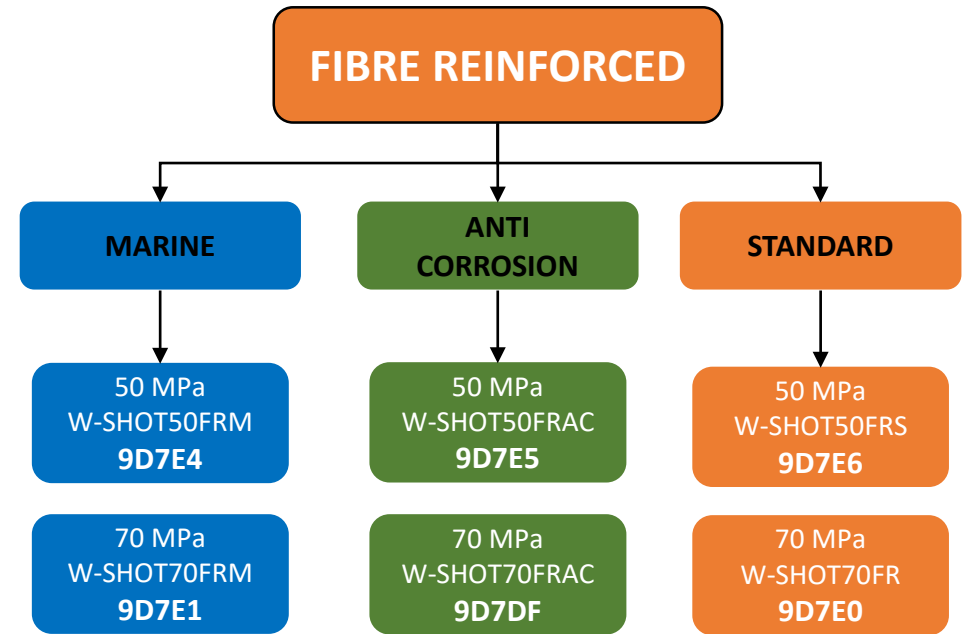 FIBRE REINFORCED
MARINE
ANTI
CORROSION
STANDARD
50 MPa
W-SHOT50FRM
9D7E4
50 MPa
W-SHOT50FRAC
9D7E5
50 MPa
W-SHOT50FRS
9D7E6
70 MPa
W-SHOT70FRM
9D7E1
70 MPa
W-SHOT70FRAC
9D7DF
70 MPa
W-SHOT70FR
9D7E0